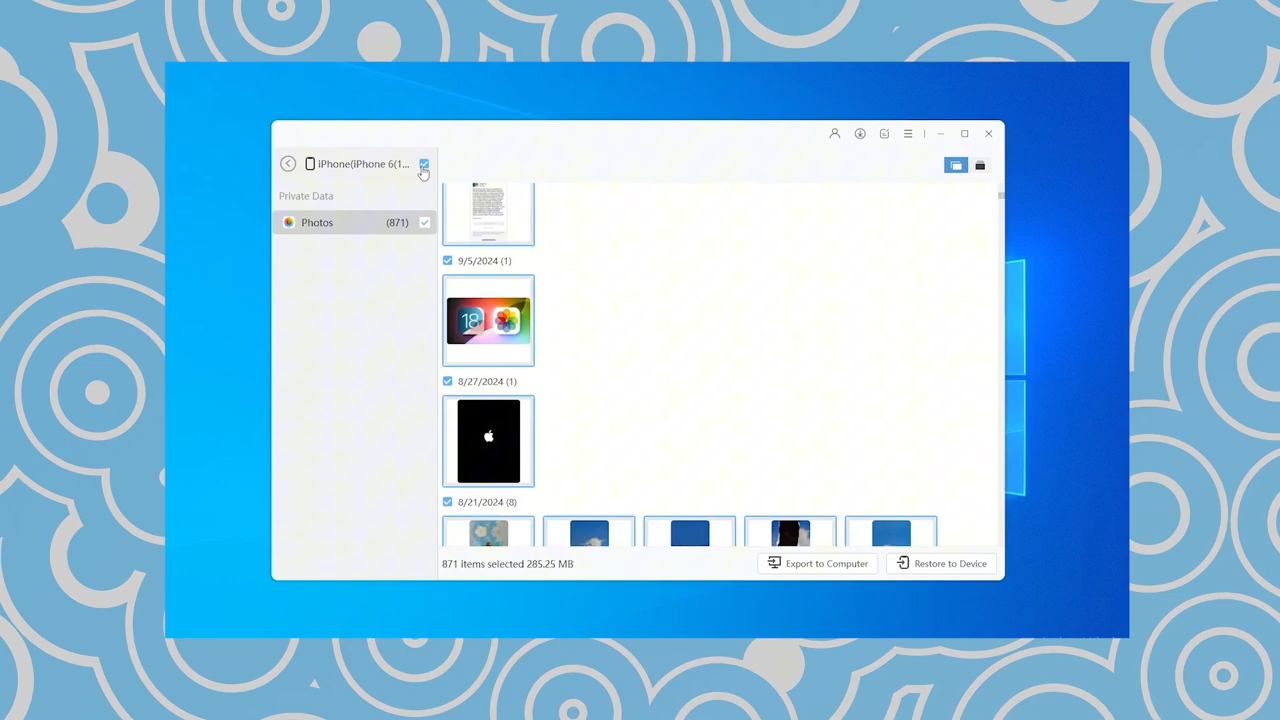 iPhone(iPhone 6(1...
Private Data
Photos (871)
9/5/2024 (1)
18
8/27/2024 (1)
8/21/2024 (8)
871 items selected 285.25 MB
Export to Computer
Restore to Device